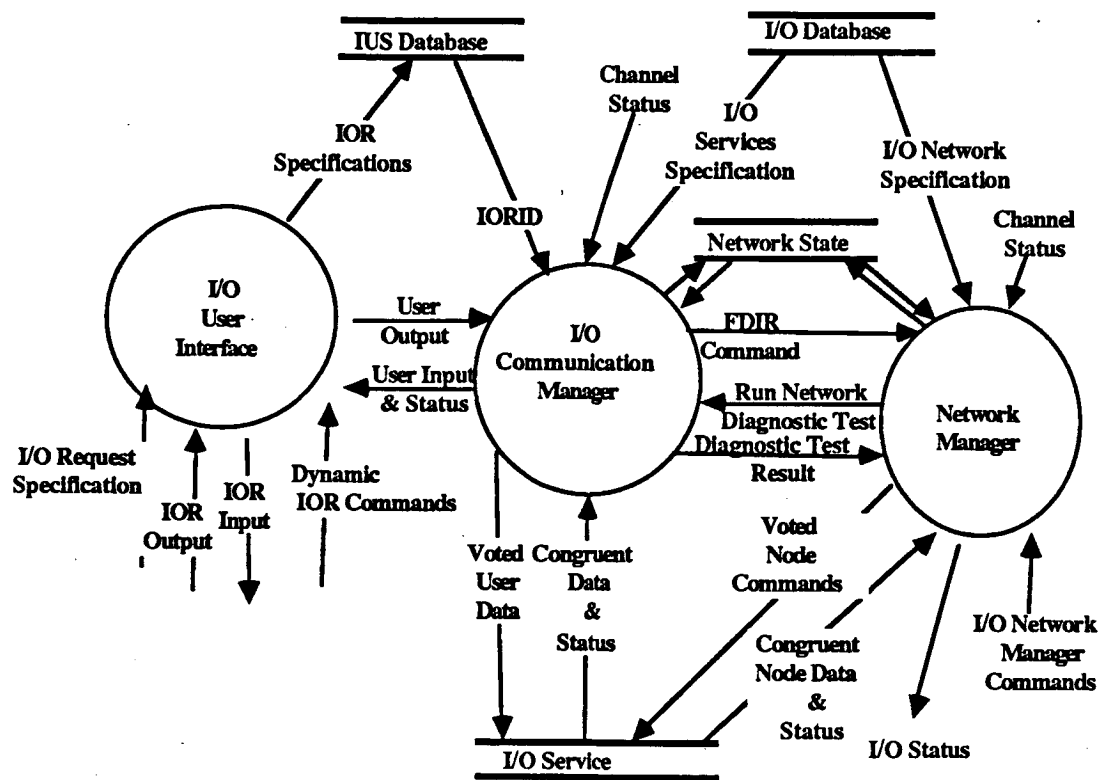 IUS Database
I/O Database
Channel
Status
I/O
Services
Specification
IOR
Specifications
I/O Network
Specification
IORID
Network State
Channel
Status
I/O
User
Interface
User
Output
I/O
Communication
Manager
FDIR
Command
User Input
& Status
Run Network
Diagnostic Test
Network
Manager
Diagnostic Test
Result
I/O Request
Specification
IOR
Output
IOR
Input
Dynamic
IOR Commands
Voted
User
Data
Congruent
Data
&
Status
Voted
Node
Commands
Congruent
Node Data
&
Status
I/O Network
Manager
Commands
I/O Status
I/O Service